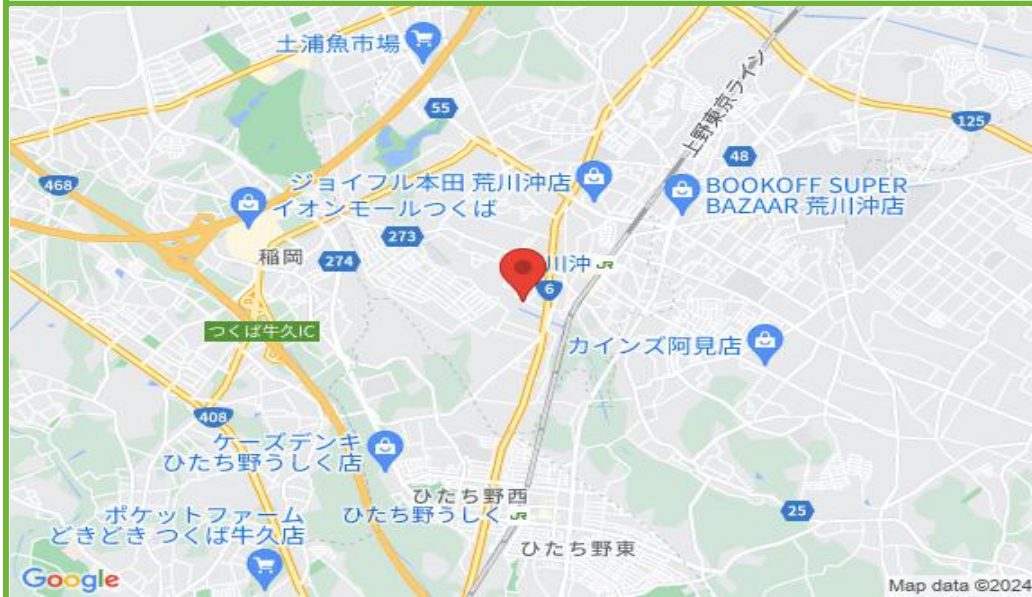 土浦魚市場
55
上野東京ライン
125
468
48
ジョイフル本田 荒川沖店
イオンモールつくば
BOOKOFF SUPER
BAZAAR 荒川沖店
273
稲岡
274
川沖
JR
6
つくば牛久IC
カインズ阿見店
408
ケーズデンキ
ひたち野うしく店
ひたち野西
ひたち野うしく
JR
25
ポケットファーム
どきどき つくば牛久店
ひたち野東
Google
Map data ©2024